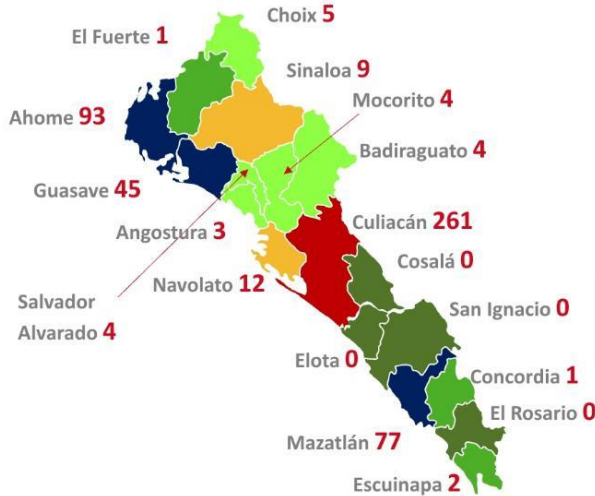 Choix 5
El Fuerte 1
Sinaloa 9
Mocorito 4
Ahome 93
Badiraguato 4
Guasave 45
Angostura 3
Culiacán 261
Cosalá 0
Navolato 12
Salvador
Alvarado 4
San Ignacio 0
Elota 0
Concordia 1
El Rosario 0
Mazatlán 77
Escuinapa 2